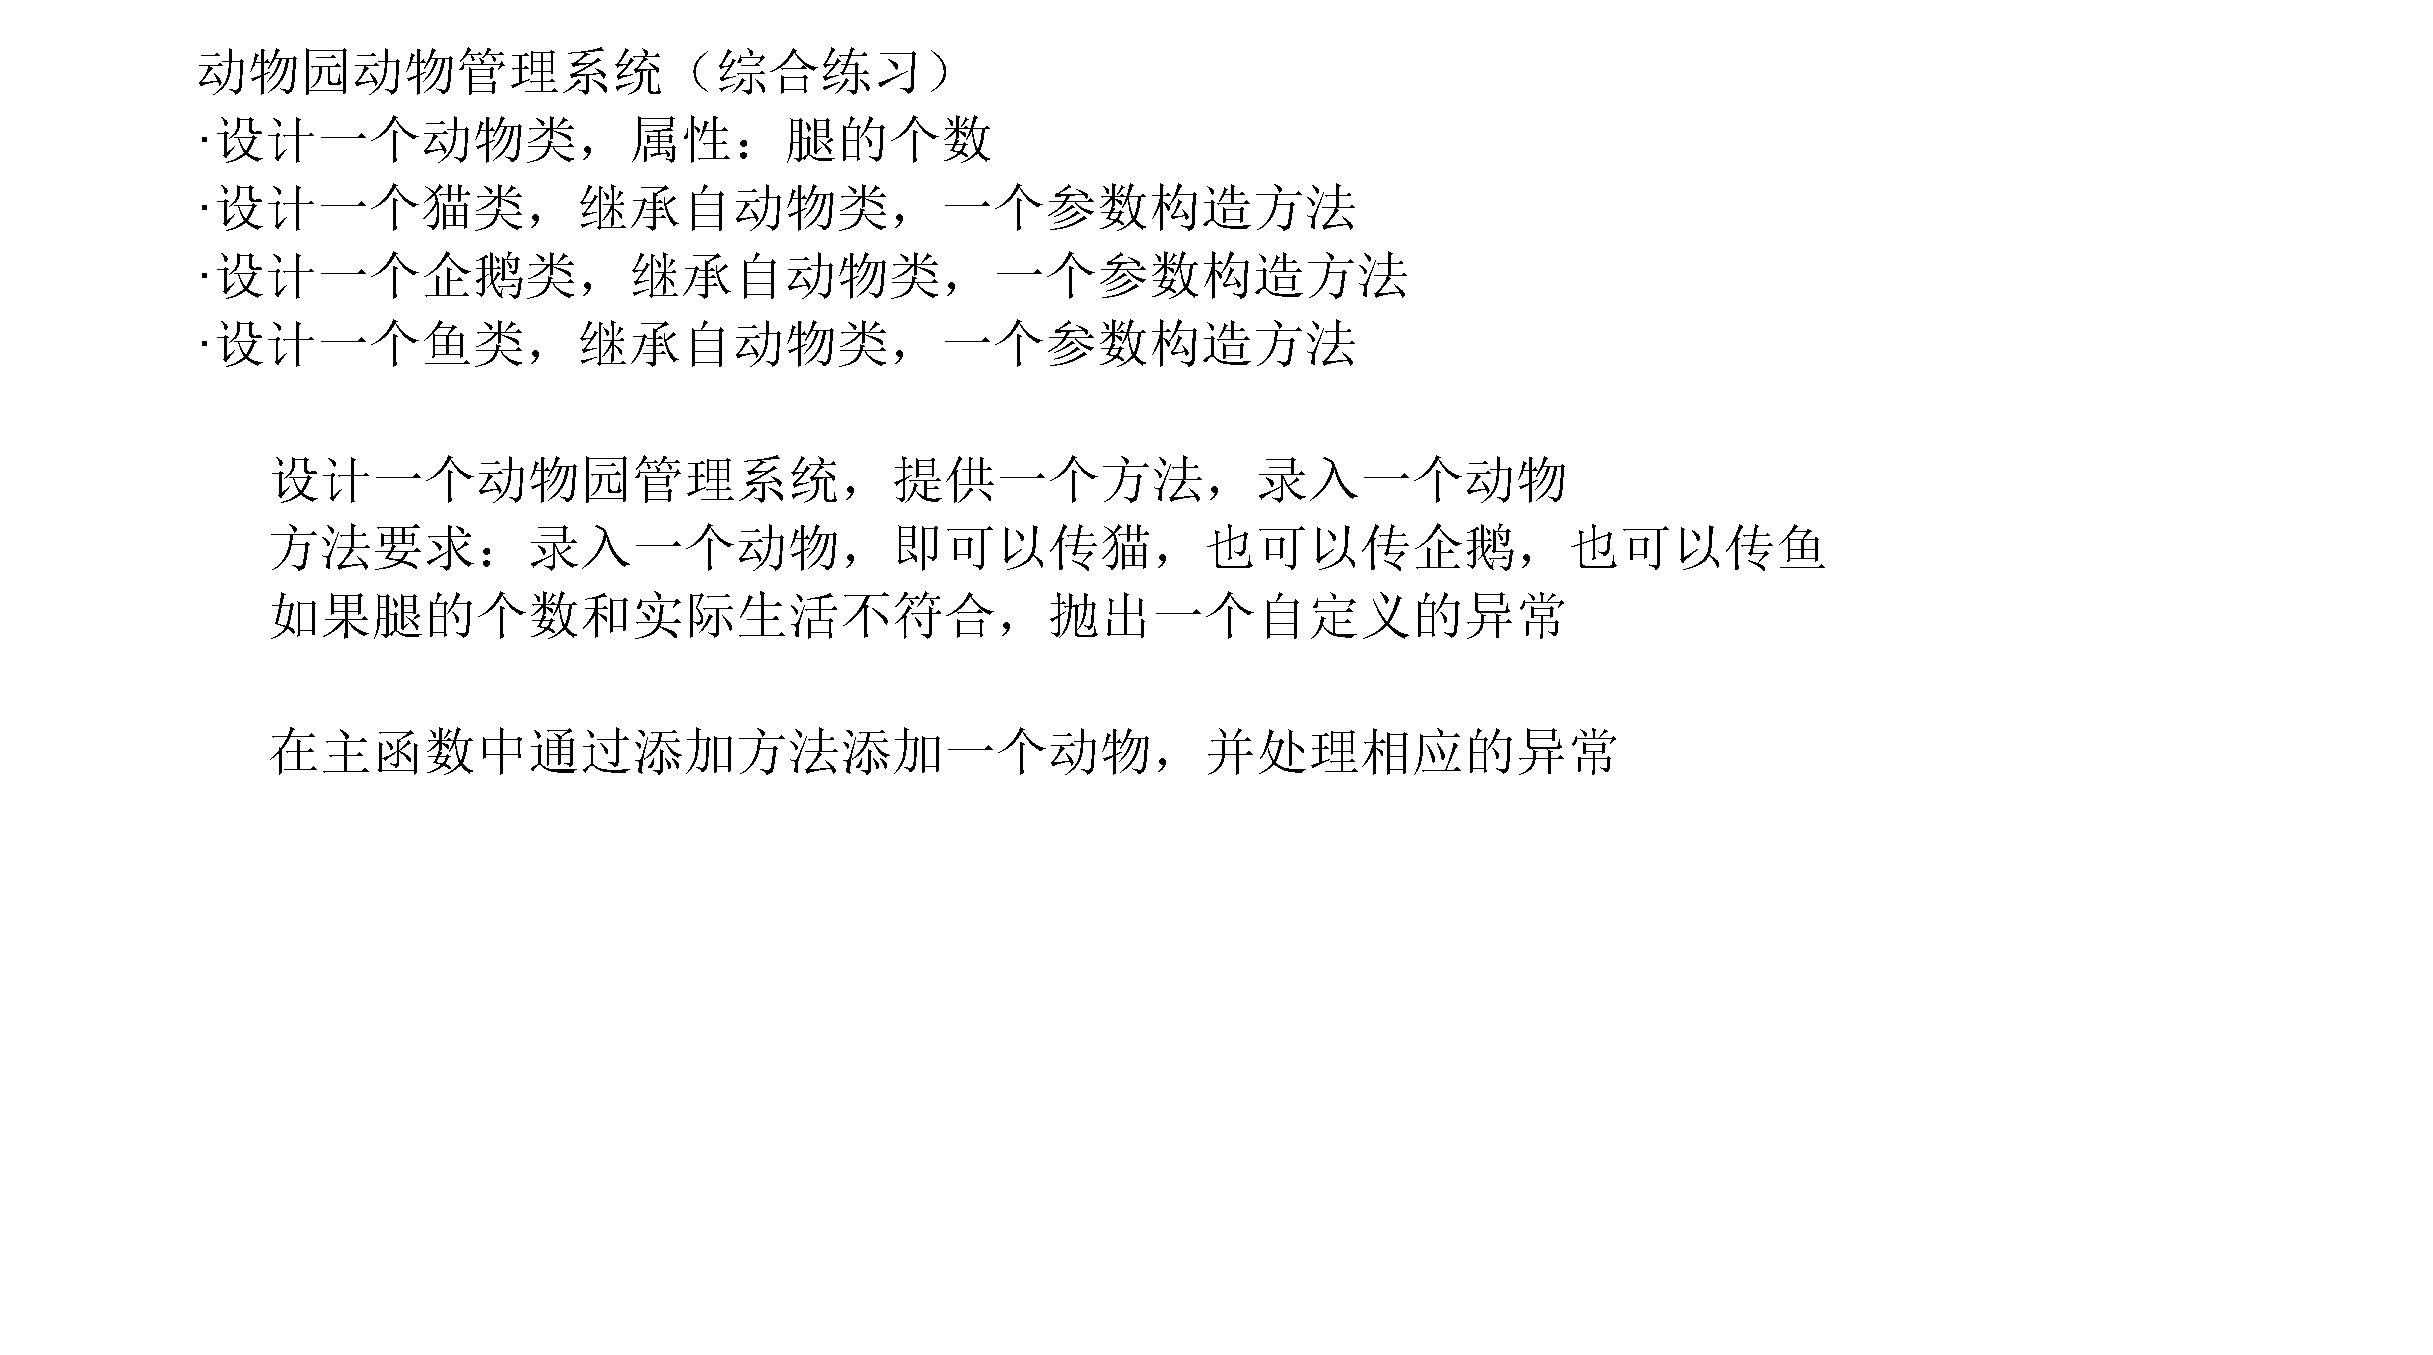 动物园动物管理系统（综合练习）
·设计一个动物类，属性：腿的个数
·设计一个猫类，继承自动物类，一个参数构造方法
·设计一个企鹅类，继承自动物类，一个参数构造方法
·设计一个鱼类，继承自动物类，一个参数构造方法
设计一个动物园管理系统，提供一个方法，录入一个动物
方法要求：录入一个动物，即可以传猫，也可以传企鹅，也可以传鱼
如果腿的个数和实际生活不符合，抛出一个自定义的异常
在主函数中通过添加方法添加一个动物，并处理相应的异常